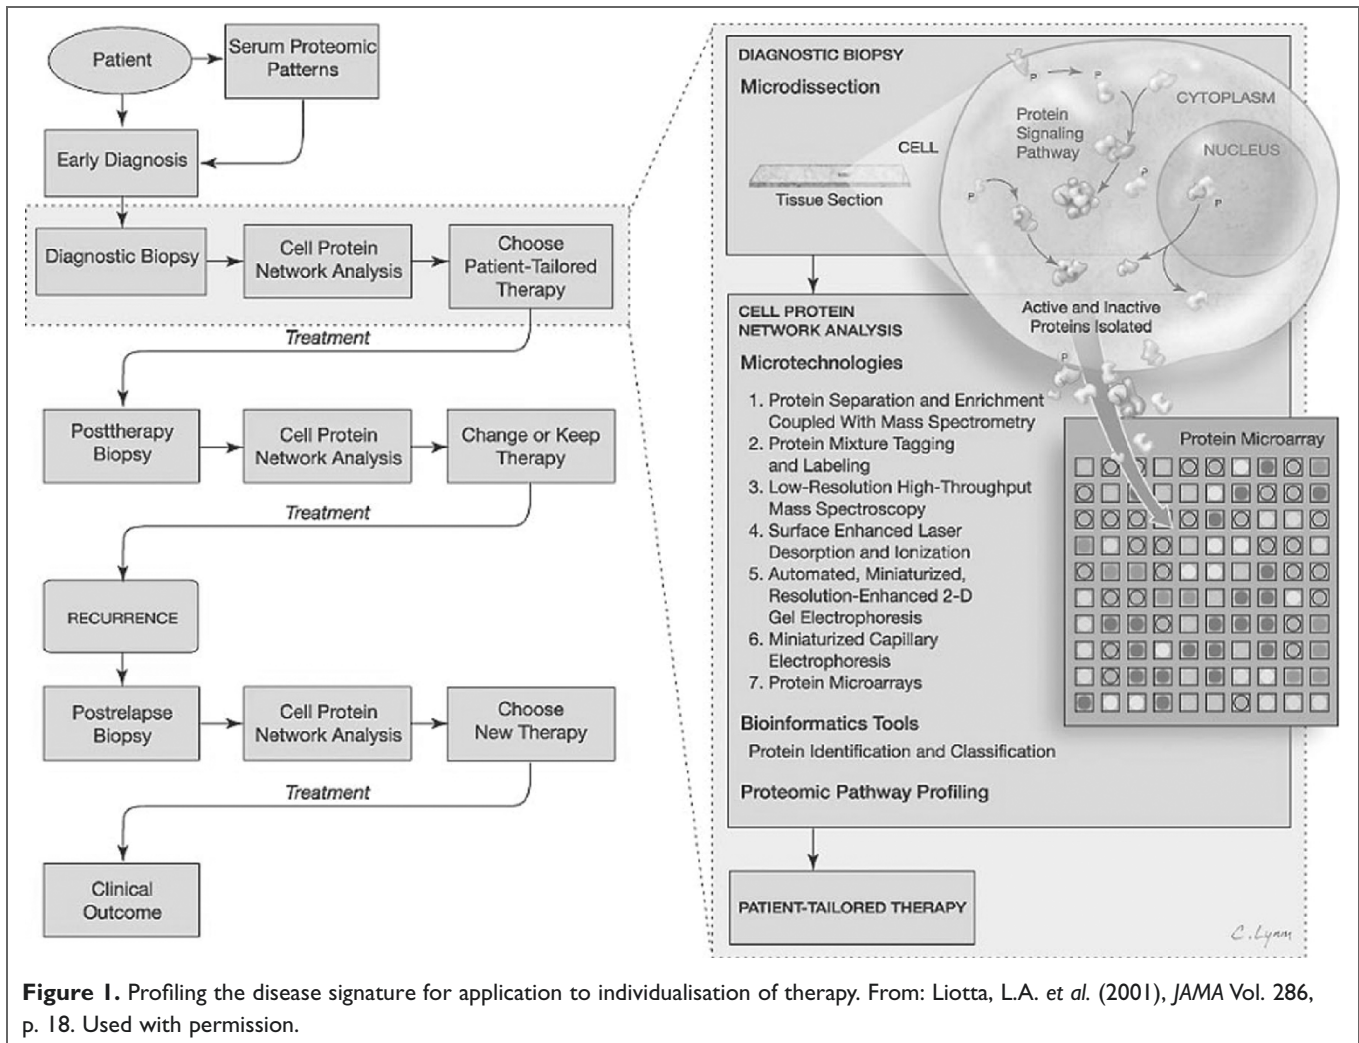 Patient
Serum Proteomic
Patterns
Early Diagnosis
Diagnostic Biopsy
Cell Protein
Network Analysis
Choose
Patient-Tailored
Therapy
Treatment
Posttherapy
Biopsy
Cell Protein
Network Analysis
Change or Keep
Therapy
Treatment
RECURRENCE
Postrelapse
Biopsy
Cell Protein
Network Analysis
Choose
New Therapy
Treatment
Clinical
Outcome
DIAGNOSTIC BIOPSY
Microdissection
CELL
Tissue Section
P
P
CYTOPLASM
Protein
Signaling
Pathway
NUCLEUS
P
P
P
Active and Inactive
Proteins Isolated
P
CELL PROTEIN
NETWORK ANALYSIS
Microtechnologies
1. Protein Separation and Enrichment
Coupled With Mass Spectrometry
2. Protein Mixture Tagging
and Labeling
3. Low-Resolution High-Throughput
Mass Spectroscopy
4. Surface Enhanced Laser
Desorption and Ionization
5. Automated, Miniaturized,
Resolution-Enhanced 2-D
Gel Electrophoresis
6. Miniaturized Capillary
Electrophoresis
7. Protein Microarrays
Protein Microarray
Bioinformatics Tools
Protein Identification and Classification
Proteomic Pathway Profiling
PATIENT-TAILORED THERAPY
C. Lynm
Figure 1. Profiling the disease signature for application to individualisation of therapy. From: Liotta, L.A. et al. (2001), JAMA Vol. 286,
p. 18. Used with permission.